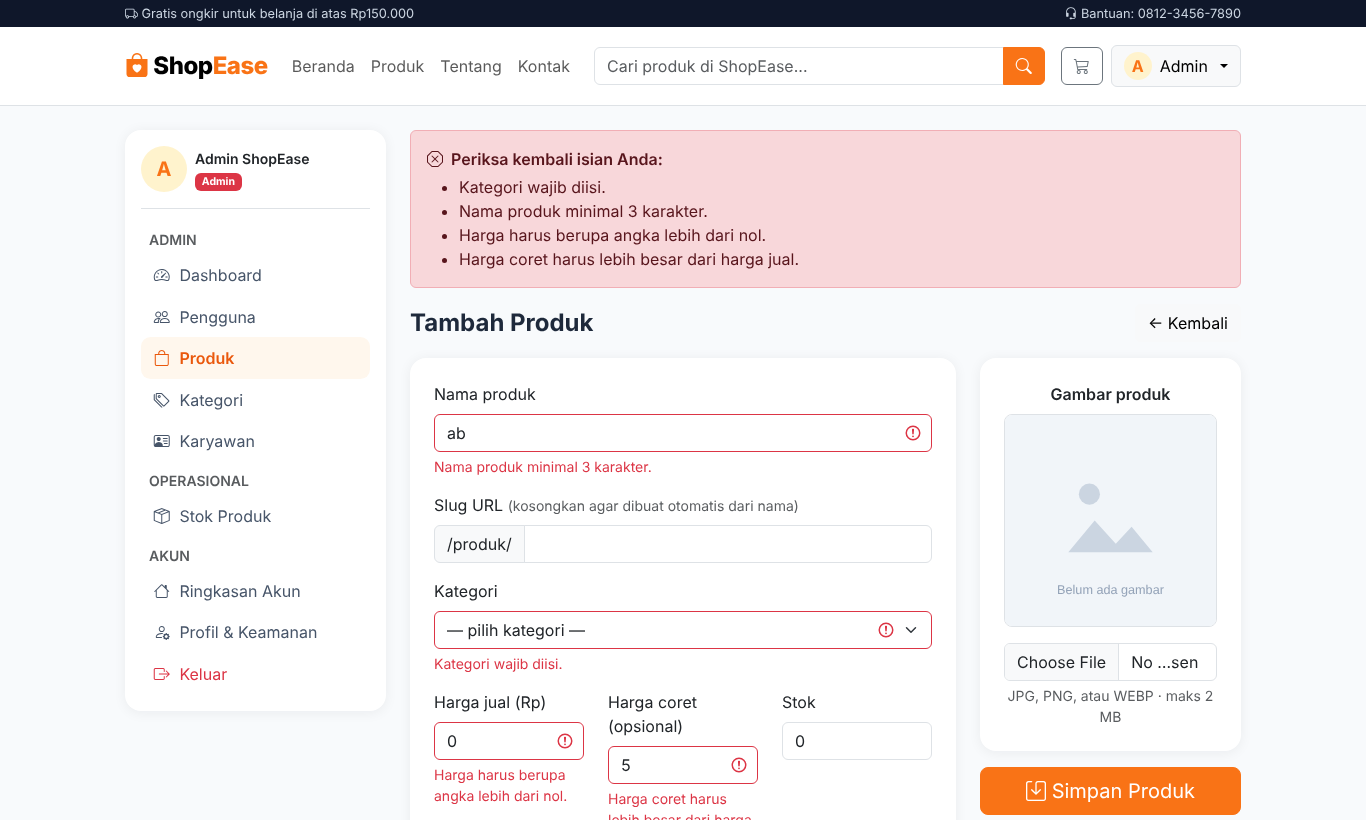 Gratis ongkir untuk belanja di atas Rp150.000
Bantuan: 0812-3456-7890
ShopEase
Beranda
Produk
Tentang
Kontak
Cari produk di ShopEase...
A
Admin
A
Admin ShopEase
Admin
ADMIN
Dashboard
Pengguna
Produk
Kategori
Karyawan
OPERASIONAL
Stok Produk
AKUN
Ringkasan Akun
Profil & Keamanan
Keluar
Periksa kembali isian Anda:
Kategori wajib diisi.
Nama produk minimal 3 karakter.
Harga harus berupa angka lebih dari nol.
Harga coret harus lebih besar dari harga jual.
Tambah Produk
← Kembali
Nama produk
ab
Nama produk minimal 3 karakter.
Slug URL (kosongkan agar dibuat otomatis dari nama)
/produk/
Kategori
— pilih kategori —
Kategori wajib diisi.
Harga jual (Rp)
0
Harga harus berupa
angka lebih dari nol.
Harga coret
(opsional)
5
Harga coret harus
lebih besar dari harga
Stok
0
Gambar produk
Belum ada gambar
Choose File
No ...sen
JPG, PNG, atau WEBP · maks 2
MB
Simpan Produk